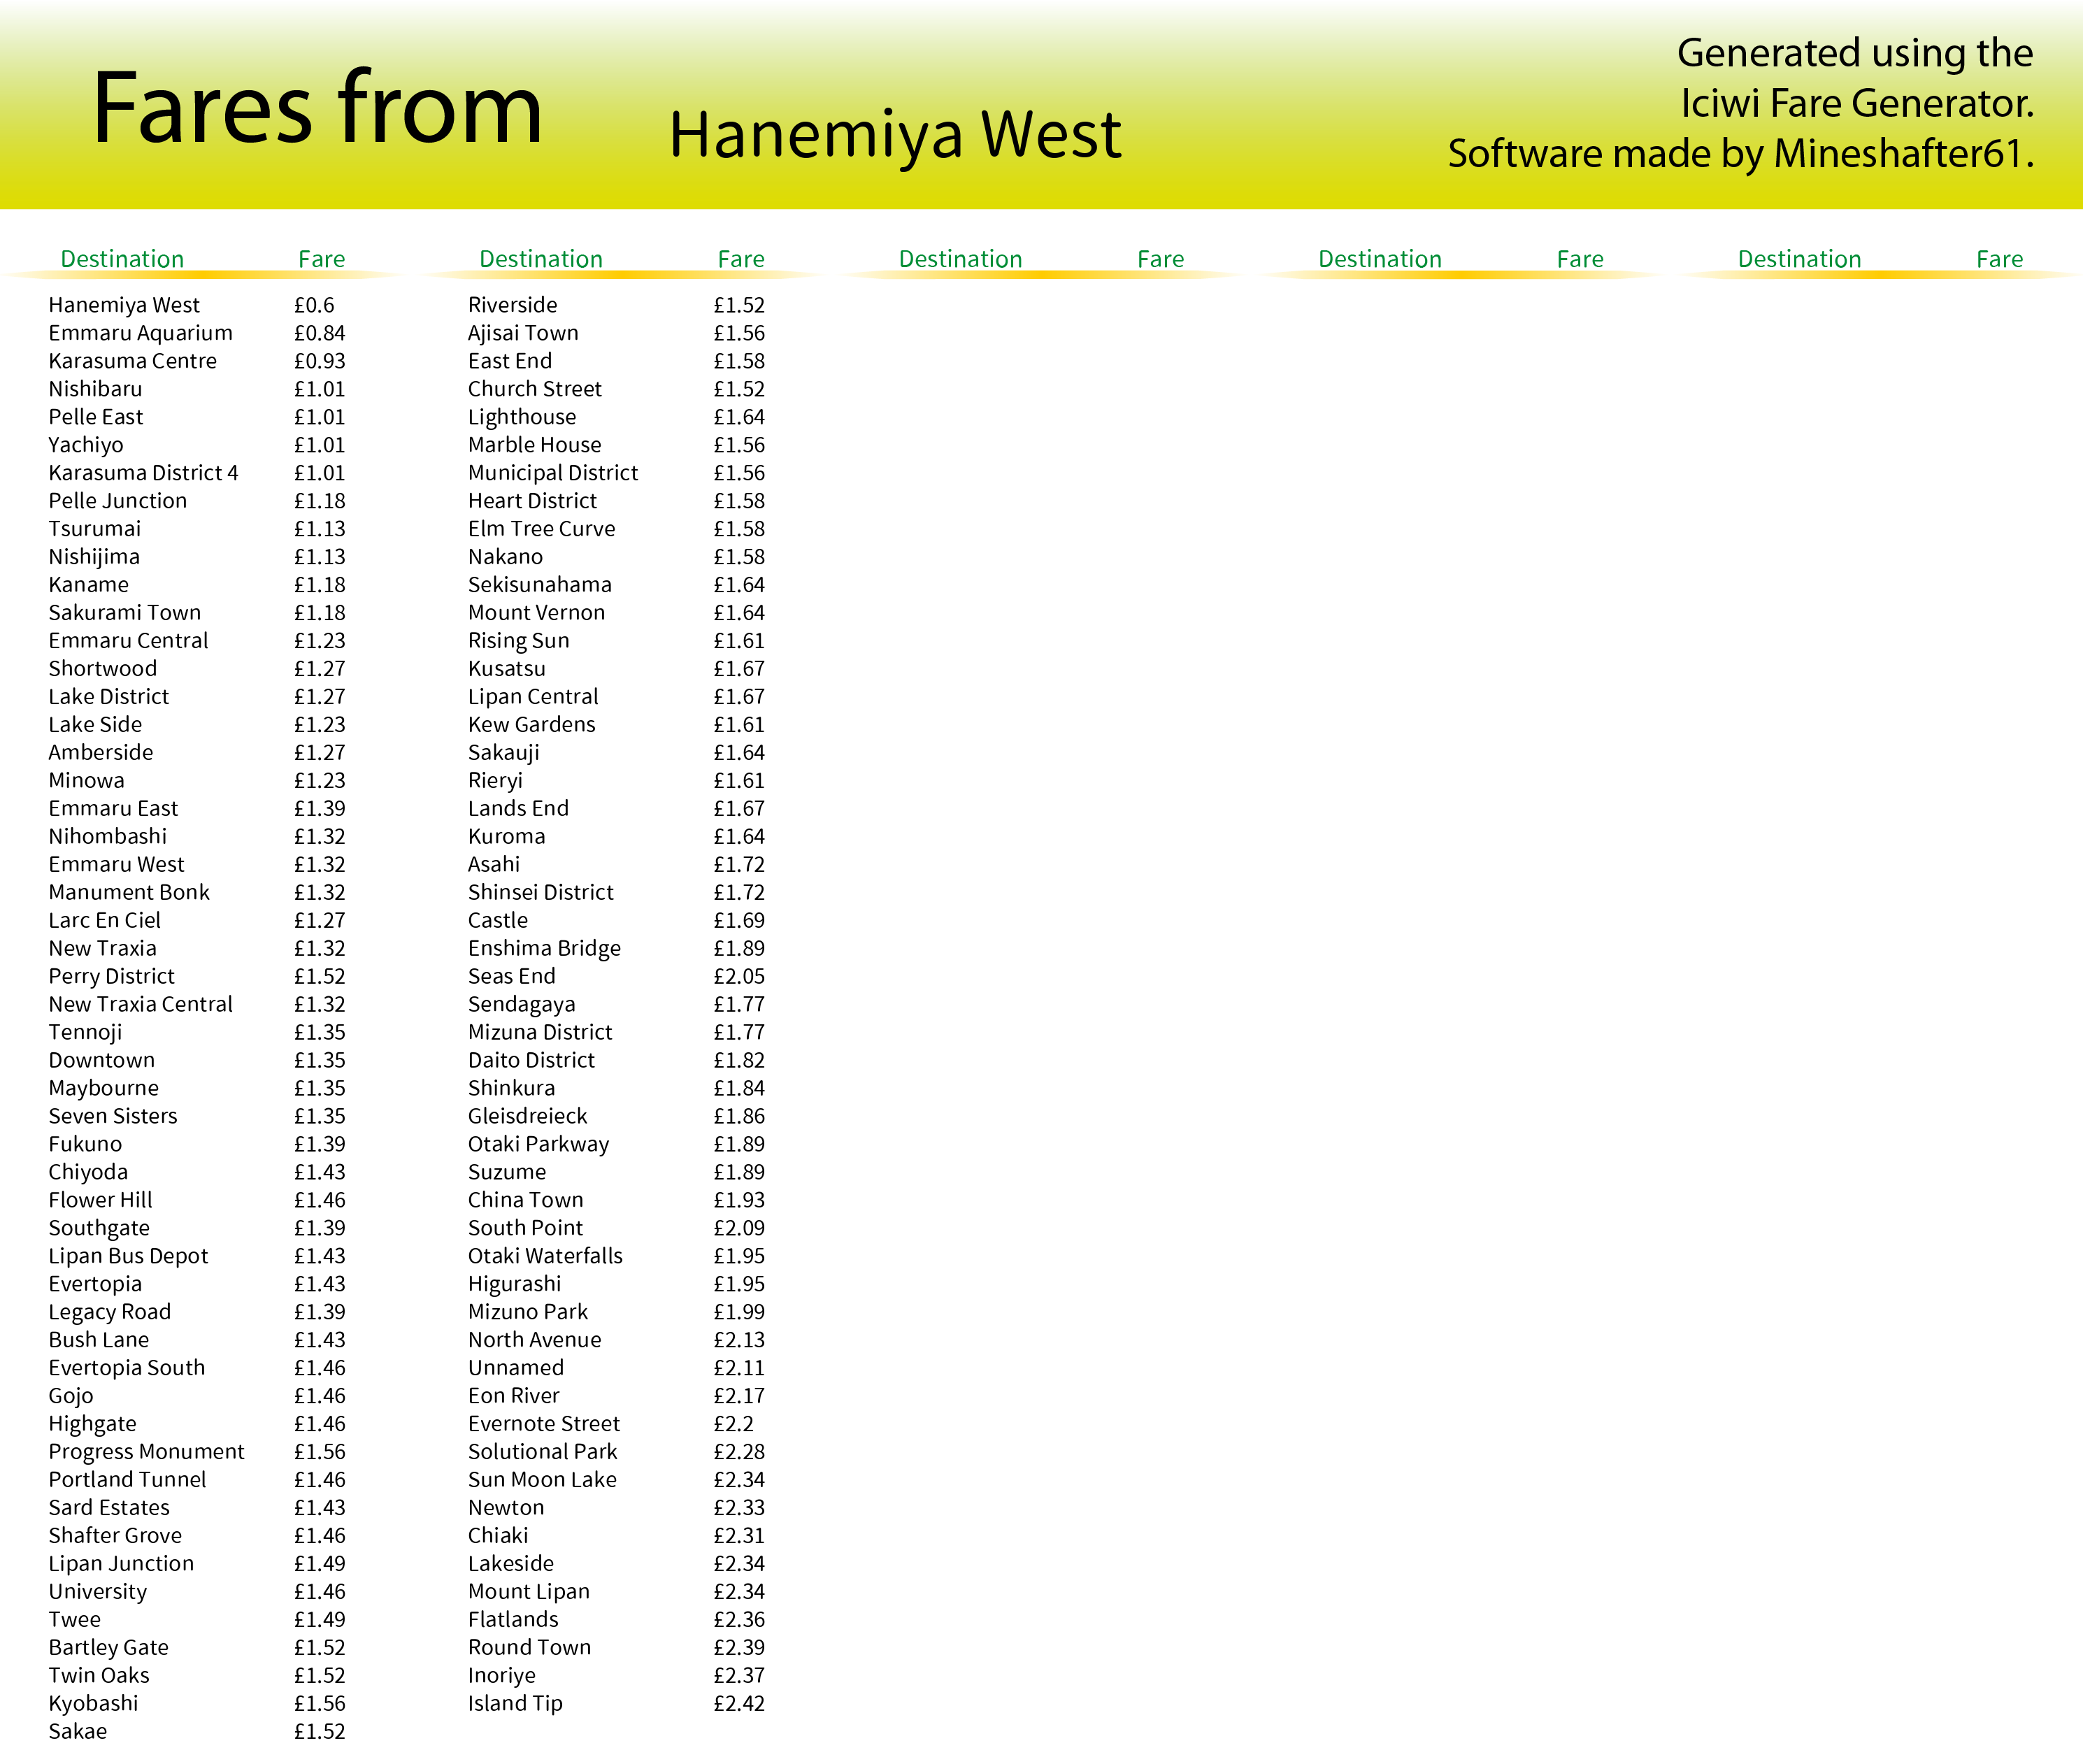 Fares from Hanemiya West
Generated using the
Iciwi Fare Generator.
Software made by Mineshafter61.
Destination Fare Destination Fare Destination Fare Destination Fare Destination Fare
Hanemiya West £0.6
Emmaru Aquarium £0.84
Karasuma Centre £0.93
Nishibaru £1.01
Pelle East £1.01
Yachiyo £1.01
Karasuma District 4 £1.01
Pelle Junction £1.18
Tsurumai £1.13
Nishijima £1.13
Kaname £1.18
Sakurami Town £1.18
Emmaru Central £1.23
Shortwood £1.27
Lake District £1.27
Lake Side £1.23
Amberside £1.27
Minowa £1.23
Emmaru East £1.39
Nihombashi £1.32
Emmaru West £1.32
Manument Bonk £1.32
Larc En Ciel £1.27
New Traxia £1.32
Perry District £1.52
New Traxia Central £1.32
Tennoji £1.35
Downtown £1.35
Maybourne £1.35
Seven Sisters £1.35
Fukuno £1.39
Chiyoda £1.43
Flower Hill £1.46
Southgate £1.39
Lipan Bus Depot £1.43
Evertopia £1.43
Legacy Road £1.39
Bush Lane £1.43
Evertopia South £1.46
Gojo £1.46
Highgate £1.46
Progress Monument £1.56
Portland Tunnel £1.46
Sard Estates £1.43
Shafter Grove £1.46
Lipan Junction £1.49
University £1.46
Twee £1.49
Bartley Gate £1.52
Twin Oaks £1.52
Kyobashi £1.56
Sakae £1.52
Riverside £1.52
Ajisai Town £1.56
East End £1.58
Church Street £1.52
Lighthouse £1.64
Marble House £1.56
Municipal District £1.56
Heart District £1.58
Elm Tree Curve £1.58
Nakano £1.58
Sekisunahama £1.64
Mount Vernon £1.64
Rising Sun £1.61
Kusatsu £1.67
Lipan Central £1.67
Kew Gardens £1.61
Sakauji £1.64
Rieryi £1.61
Lands End £1.67
Kuroma £1.64
Asahi £1.72
Shinsei District £1.72
Castle £1.69
Enshima Bridge £1.89
Seas End £2.05
Sendagaya £1.77
Mizuna District £1.77
Daito District £1.82
Shinkura £1.84
Gleisdreieck £1.86
Otaki Parkway £1.89
Suzume £1.89
China Town £1.93
South Point £2.09
Otaki Waterfalls £1.95
Higurashi £1.95
Mizuno Park £1.99
North Avenue £2.13
Unnamed £2.11
Eon River £2.17
Evernote Street £2.2
Solutional Park £2.28
Sun Moon Lake £2.34
Newton £2.33
Chiaki £2.31
Lakeside £2.34
Mount Lipan £2.34
Flatlands £2.36
Round Town £2.39
Inoriye £2.37
Island Tip £2.42